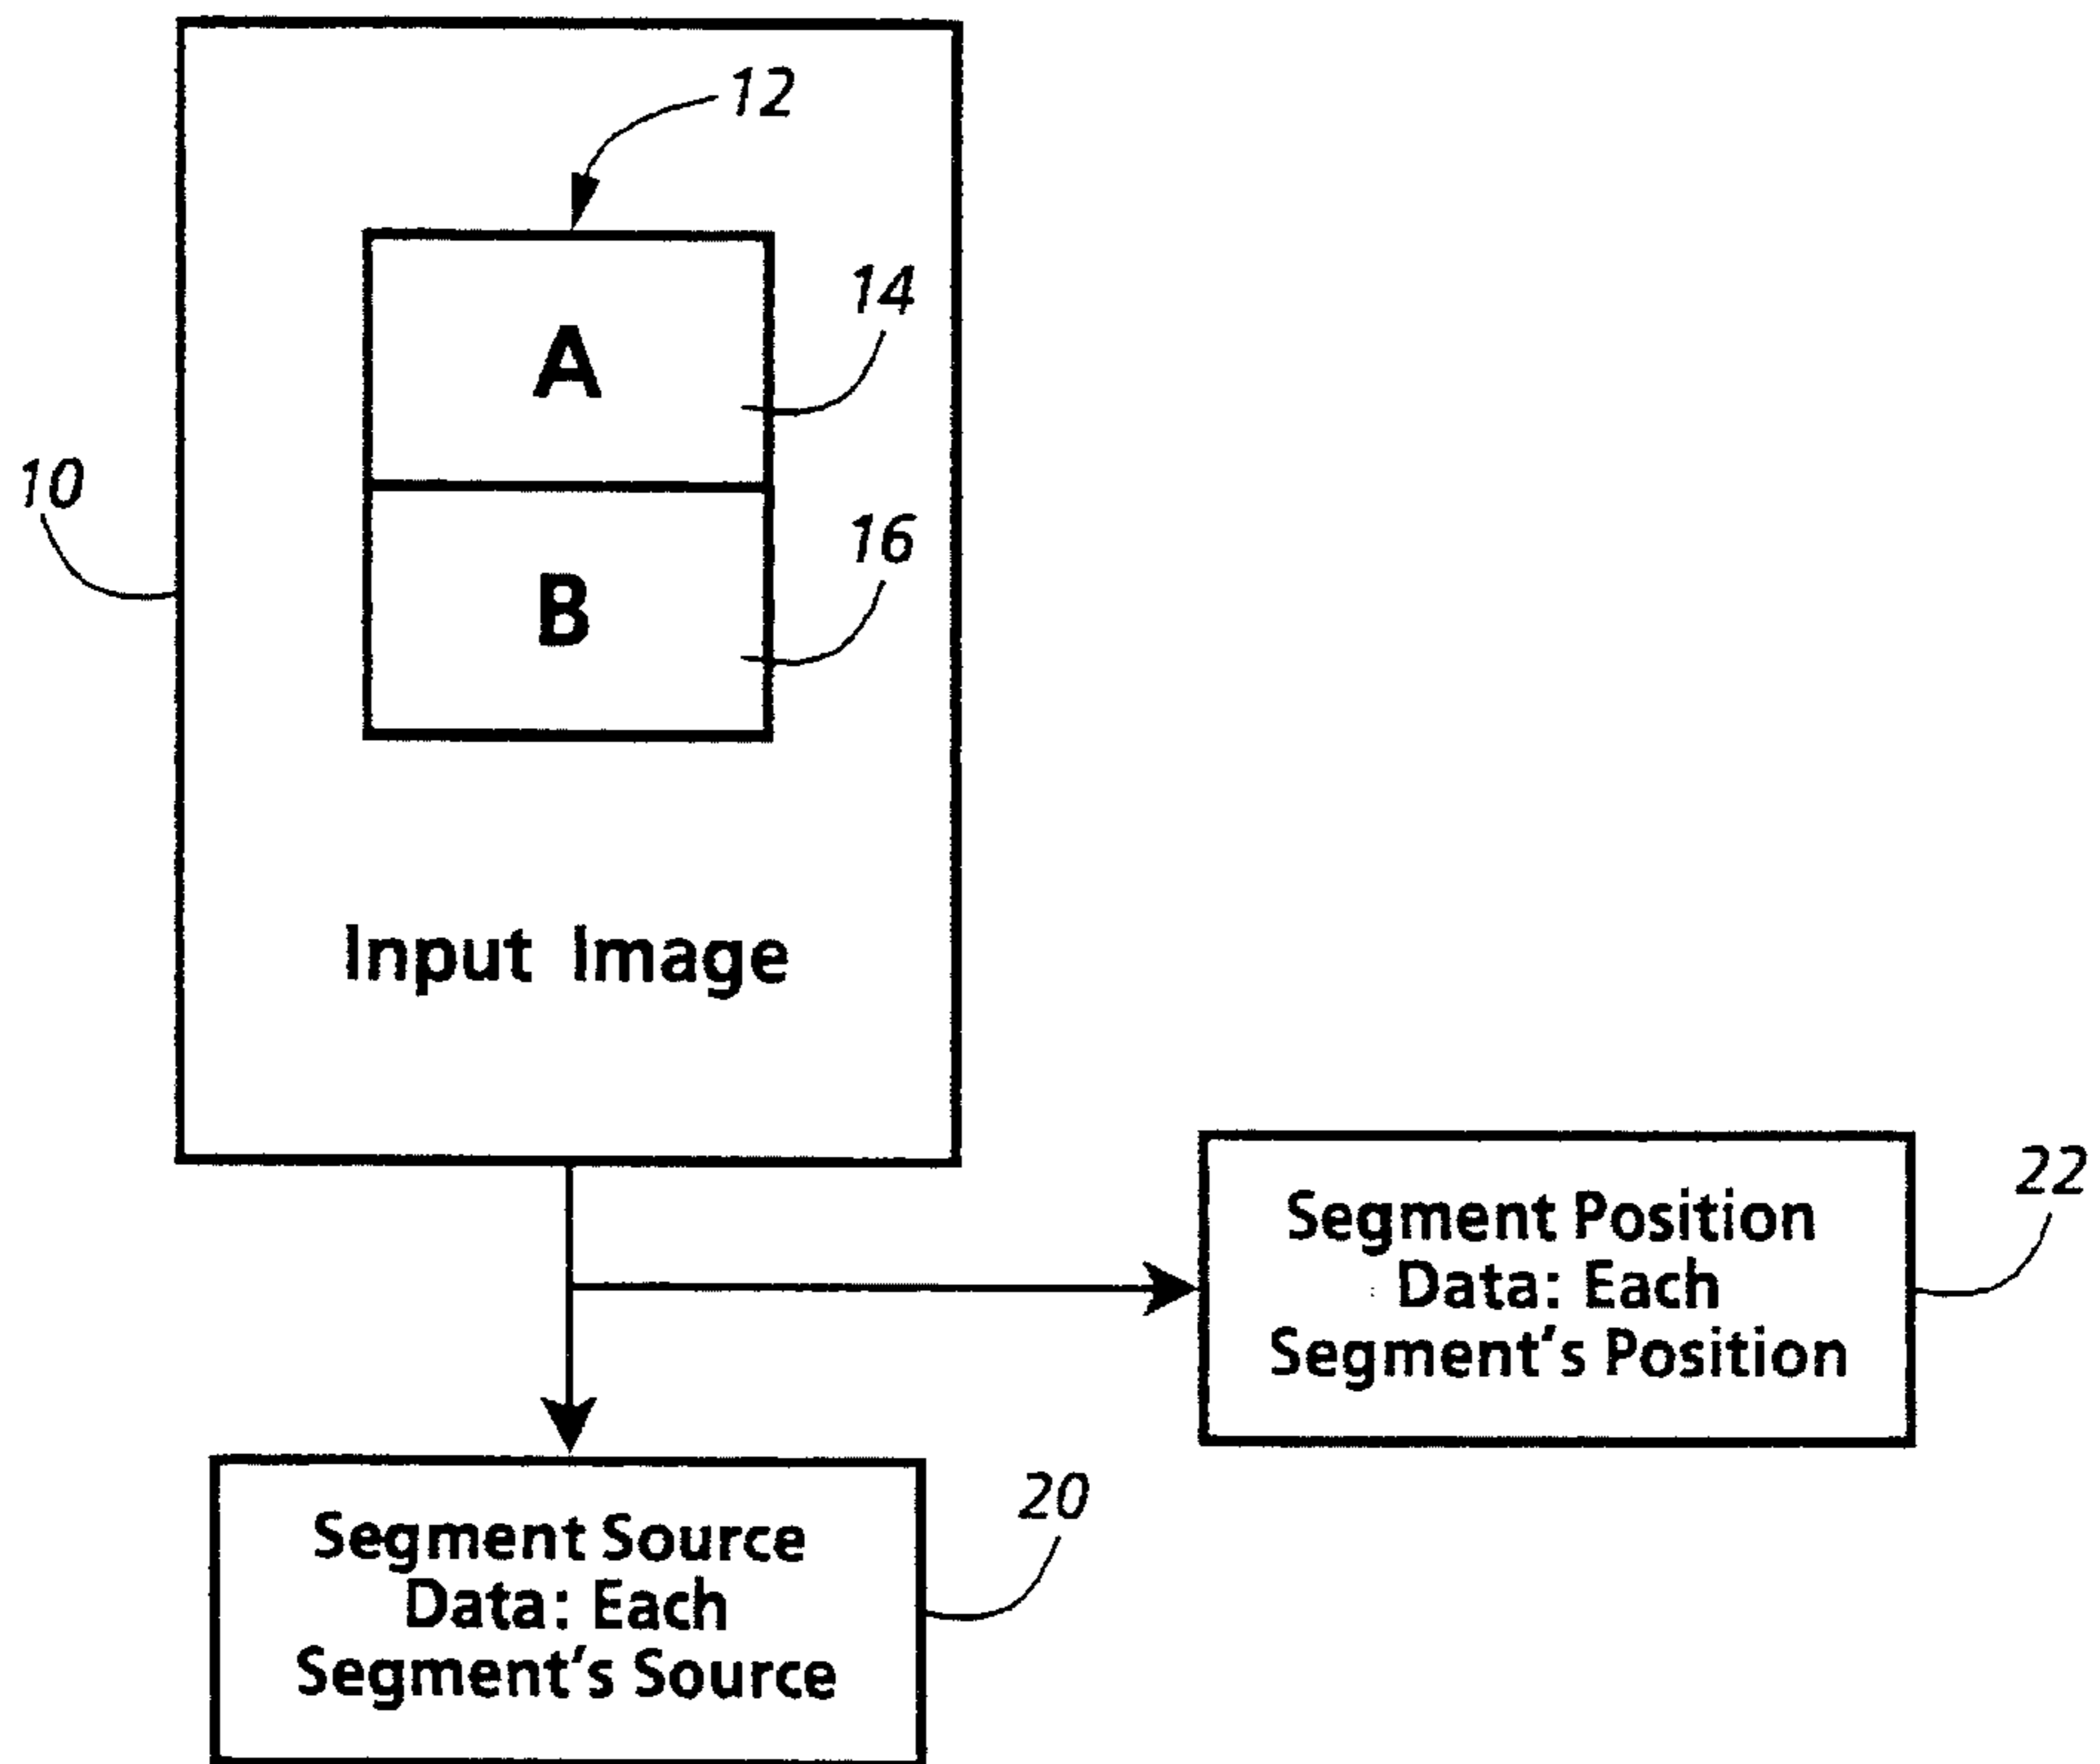 12
14
A
10
16
B
Input Image
22
Segment Position
Data: Each
Segment's Position
20
Segment Source
Data: Each
Segment's Source